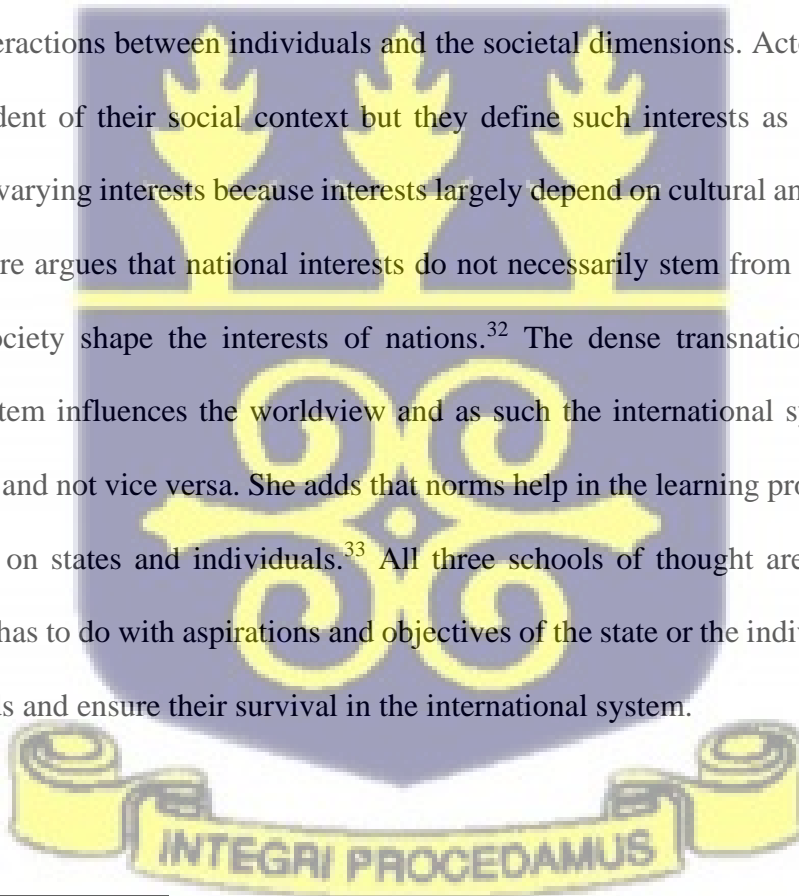 eractions between individuals and the societal dimensions. Acto
dent of their social context but they define such interests as
varying interests because interests largely depend on cultural an
re argues that national interests do not necessarily stem from
ociety shape the interests of nations.³² The dense transnatio
tem influences the worldview and as such the international sy
and not vice versa. She adds that norms help in the learning pro
on states and individuals.³³ All three schools of thought are
has to do with aspirations and objectives of the state or the indiv
is and ensure their survival in the international system.
INTEGRI PROCEDAMUS